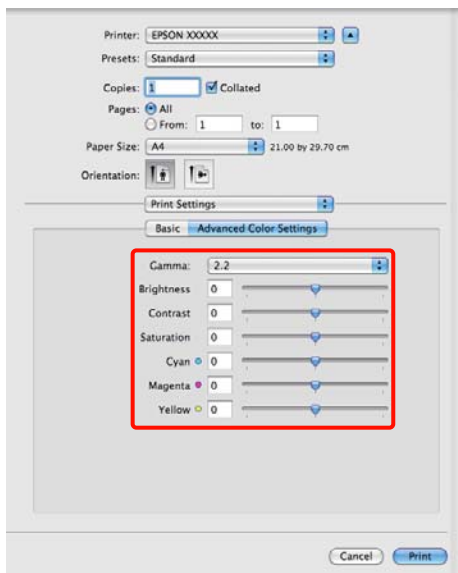 Printer: EPSON XXXXX
Presets: Standard
Copies: 1 Collated
Pages: All
From: 1 to: 1
Paper Size: A4 21.00 by 29.70 cm
Orientation:
Print Settings
Basic Advanced Color Settings
Gamma: 2.2
Brightness 0
Contrast 0
Saturation 0
Cyan 0
Magenta 0
Yellow 0
Cancel Print